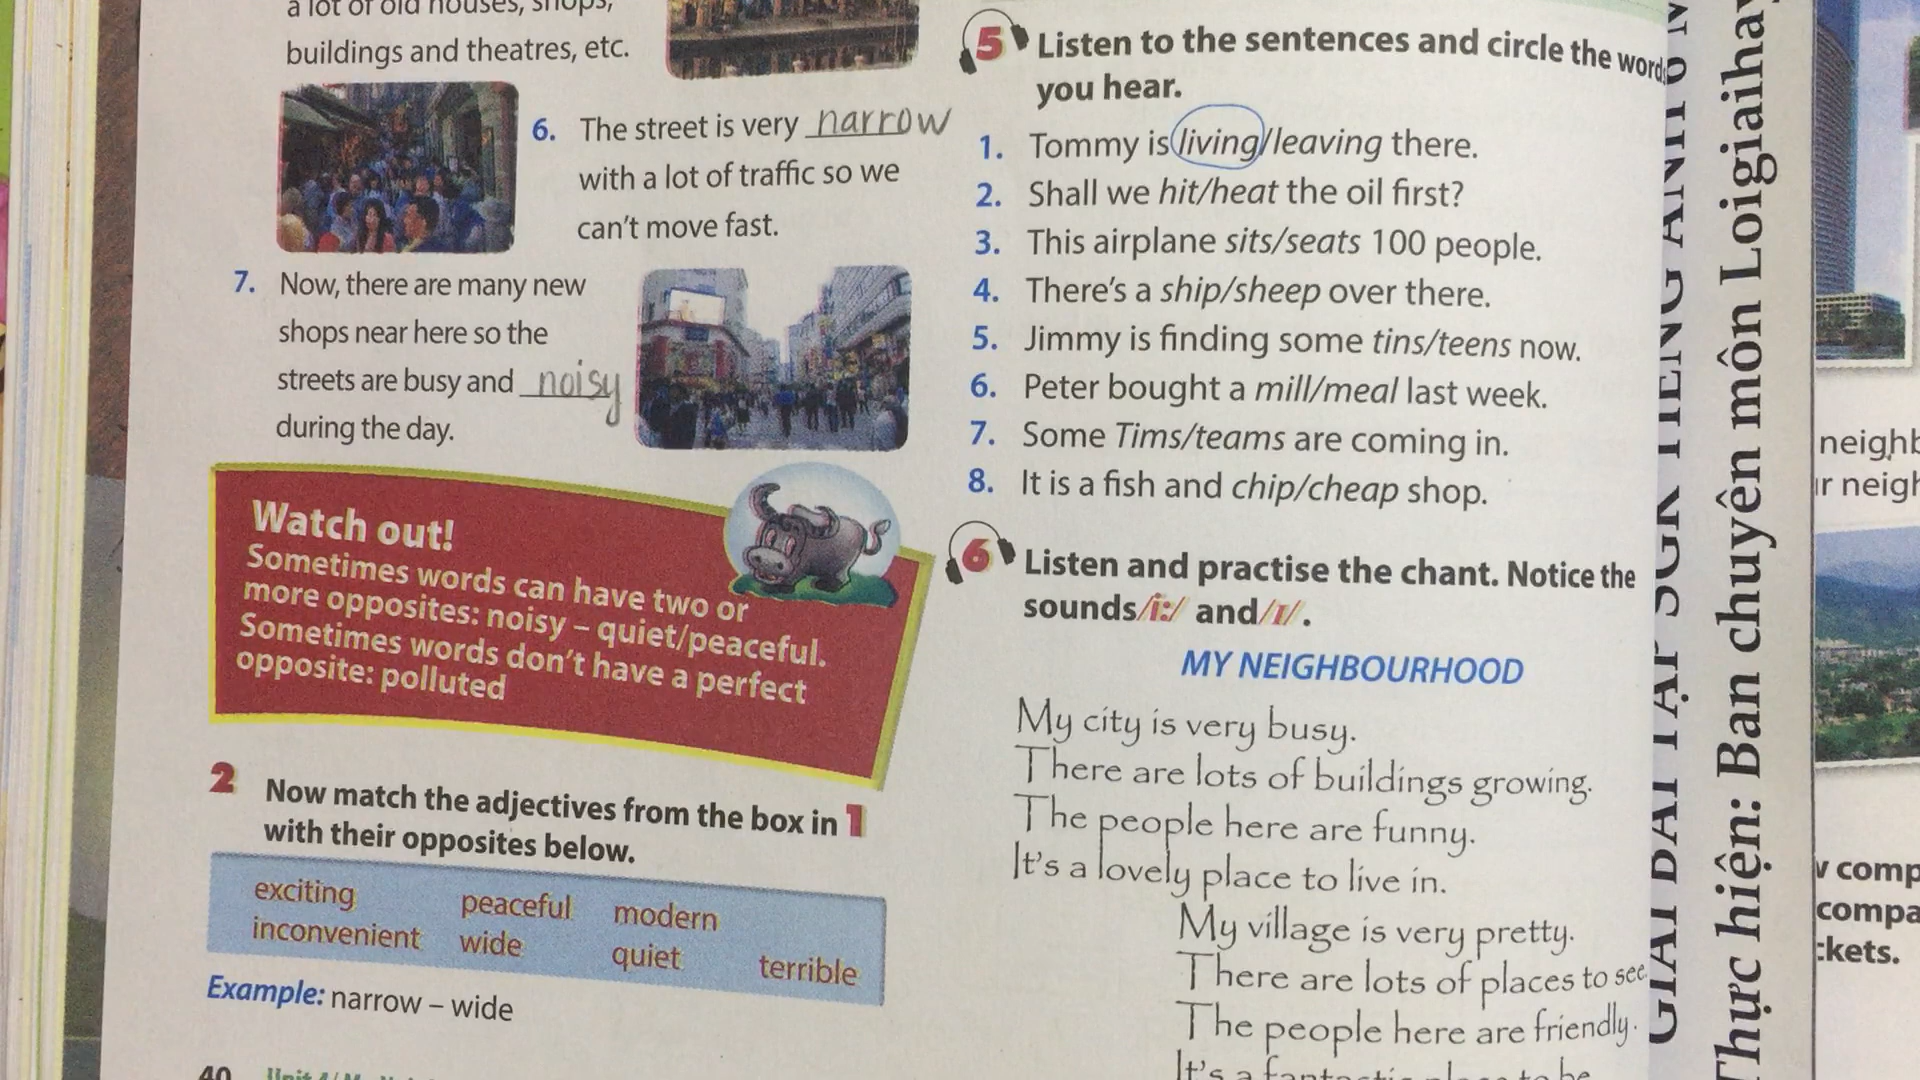 a lot of old houses, shops,
buildings and theatres, etc.
6. The street is very narrow
with a lot of traffic so we
can't move fast.
7. Now, there are many new
shops near here so the
streets are busy and noisy
during the day.
Watch out!
Sometimes words can have two or
more opposites: noisy – quiet/peaceful.
Sometimes words don't have a perfect
opposite: polluted
2 Now match the adjectives from the box in 1
with their opposites below.
exciting peaceful modern
inconvenient wide quiet terrible
Example: narrow – wide
40
5 Listen to the sentences and circle the words
you hear.
1. Tommy is living/leaving there.
2. Shall we hit/heat the oil first?
3. This airplane sits/seats 100 people.
4. There's a ship/sheep over there.
5. Jimmy is finding some tins/teens now.
6. Peter bought a mill/meal last week.
7. Some Tims/teams are coming in.
8. It is a fish and chip/cheap shop.
6 Listen and practise the chant. Notice the
sounds /i:/ and /ɪ/.
MY NEIGHBOURHOOD
My city is very busy.
There are lots of buildings growing.
The people here are funny.
It's a lovely place to live in.
My village is very pretty.
There are lots of places to see.
The people here are friendly.
It's a fantastic place to be
GIẢI BÀI TẬP SGK TIẾNG ANH 6 M
Thực hiện: Ban chuyên môn Loigiaihay
neighb
ir neigh
comp
compa
ckets.